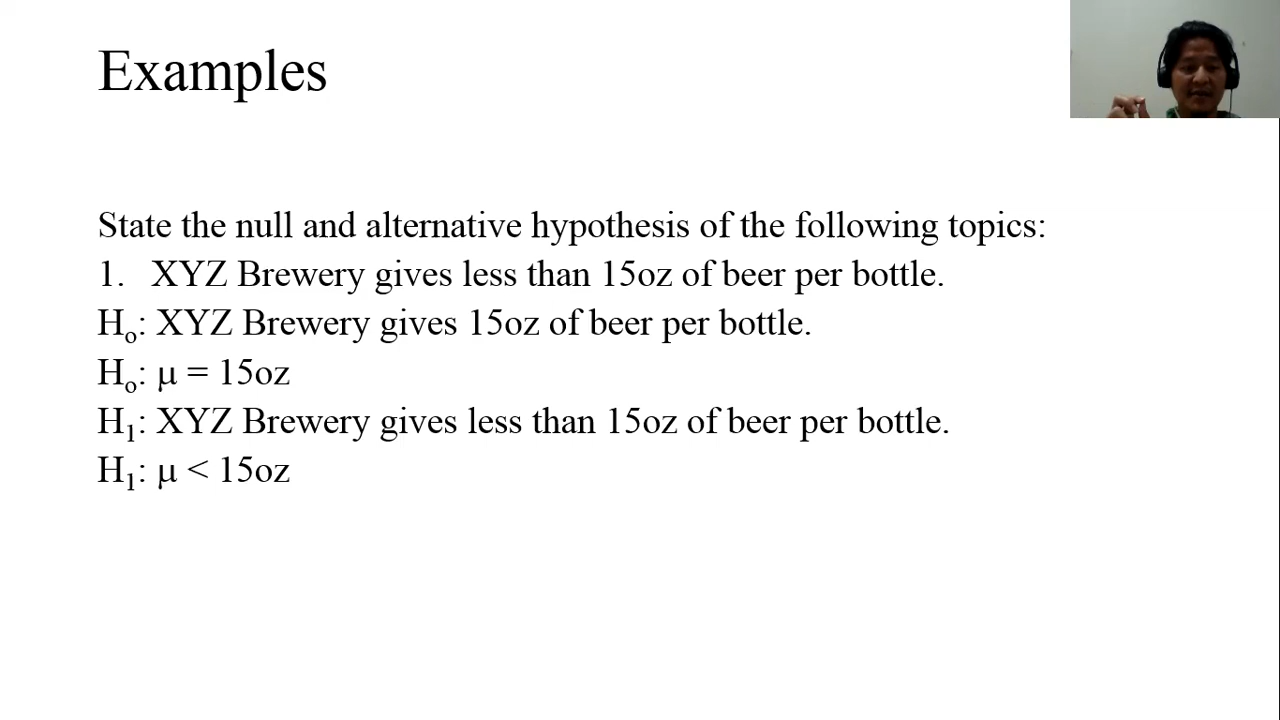 Examples
State the null and alternative hypothesis of the following topics:
1. XYZ Brewery gives less than 15oz of beer per bottle.
Hₒ: XYZ Brewery gives 15oz of beer per bottle.
Hₒ: μ = 15oz
H₁: XYZ Brewery gives less than 15oz of beer per bottle.
H₁: μ < 15oz